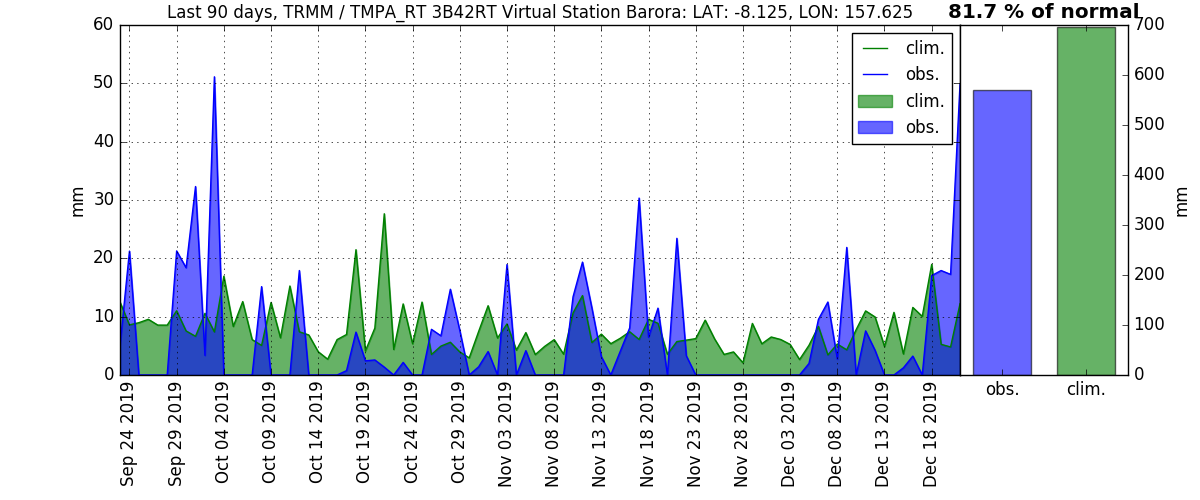 Last 90 days, TRMM / TMPA_RT 3B42RT Virtual Station Barora: LAT: -8.125, LON: 157.625
81.7 % of normal
60
50
40
30
20
10
0
mm
clim.
obs.
clim.
obs.
700
600
500
400
300
200
100
0
mm
obs.
clim.
Sep 24 2019
Sep 29 2019
Oct 04 2019
Oct 09 2019
Oct 14 2019
Oct 19 2019
Oct 24 2019
Oct 29 2019
Nov 03 2019
Nov 08 2019
Nov 13 2019
Nov 18 2019
Nov 23 2019
Nov 28 2019
Dec 03 2019
Dec 08 2019
Dec 13 2019
Dec 18 2019